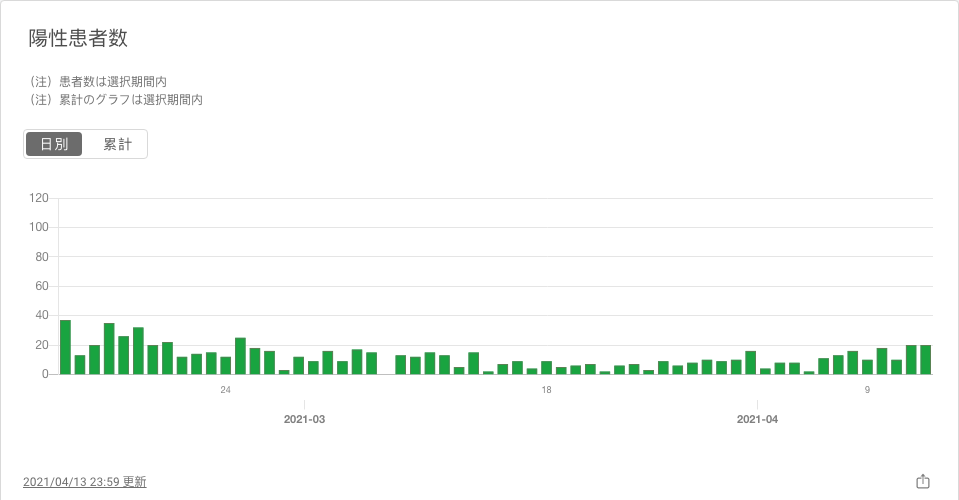 陽性患者数
（注）患者数は選択期間内
（注）累計のグラフは選択期間内
日別 累計
120
100
80
60
40
20
0
24 18 9
2021-03 2021-04
2021/04/13 23:59 更新